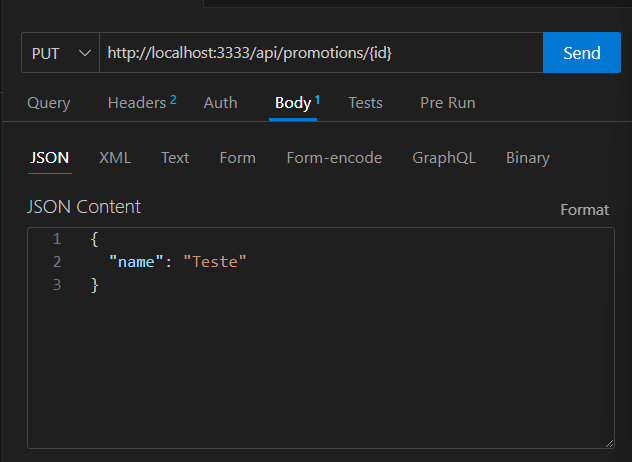 PUT http://localhost:3333/api/promotions/{id} Send
Query Headers 2 Auth Body 1 Tests Pre Run
JSON XML Text Form Form-encode GraphQL Binary
JSON Content
Format
1 {
2 "name": "Teste"
3 }